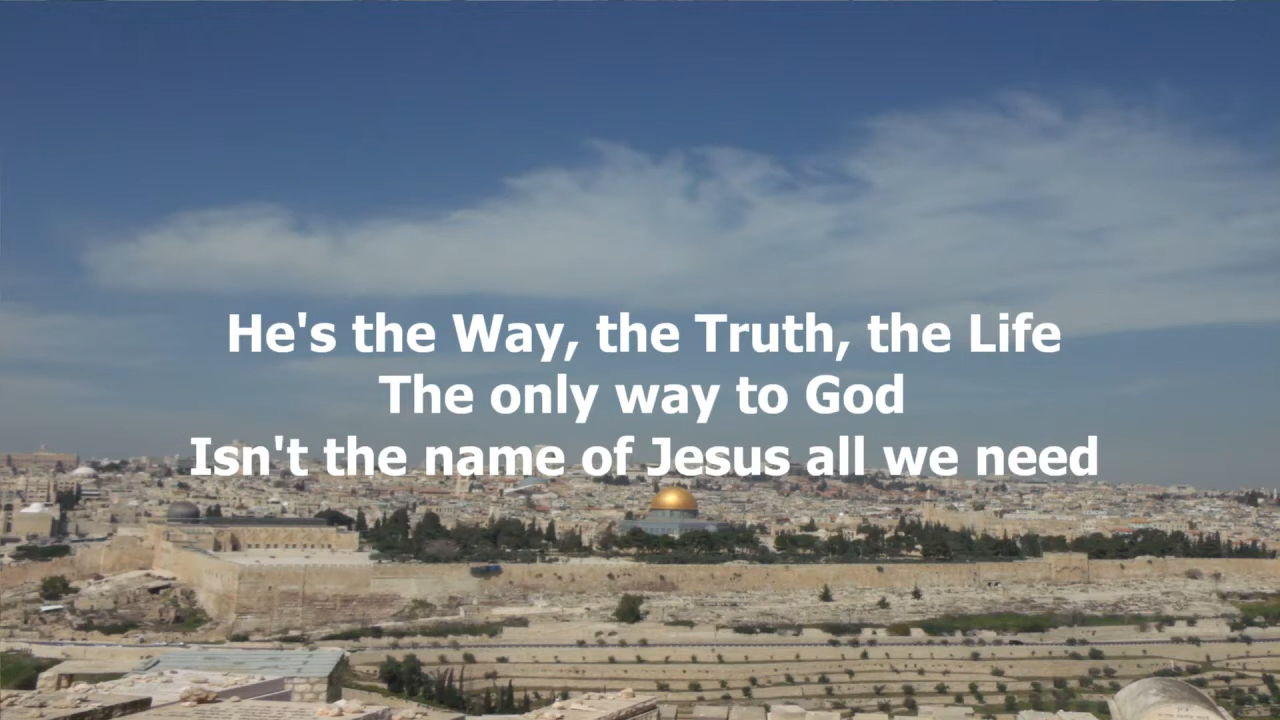 He's the Way, the Truth, the Life
The only way to God
Isn't the name of Jesus all we need